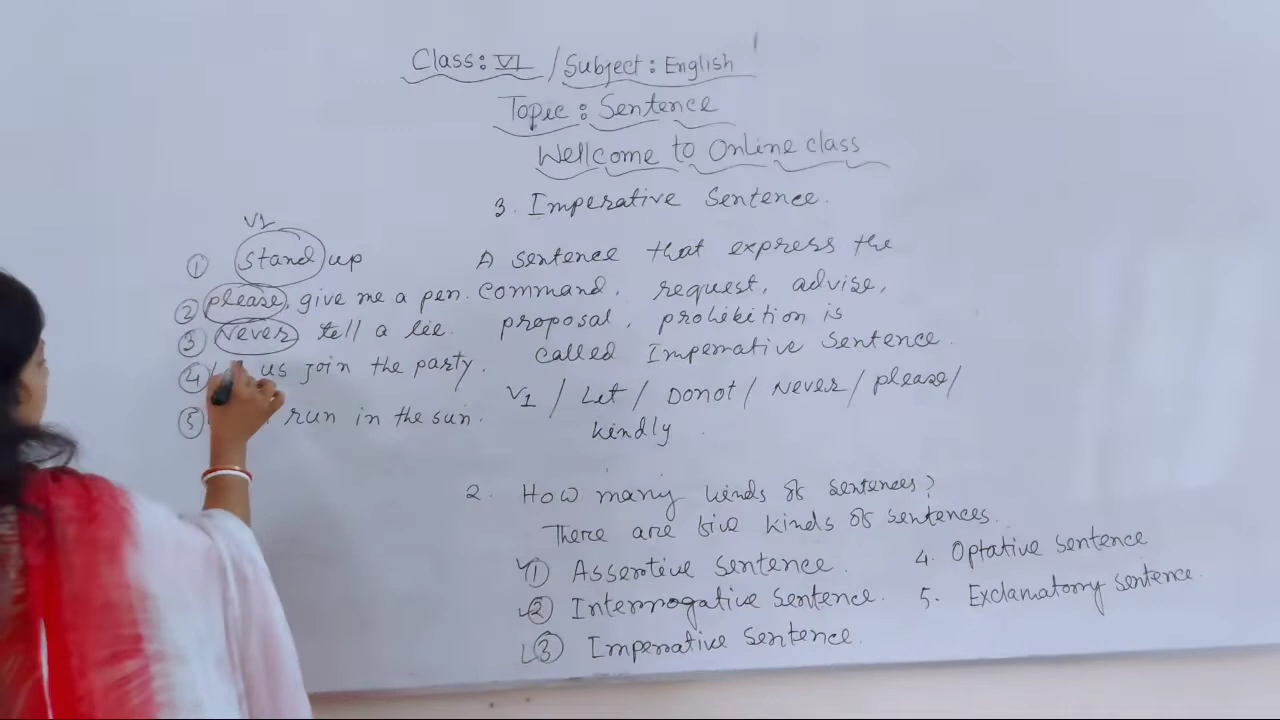 Class: VI / Subject: English
Topic: Sentence
Wellcome to Online class
3. Imperative Sentence.
V1
① Stand up
② please, give me a pen.
③ Never tell a lie.
④ us join the party.
⑤ run in the sun.
A sentence that express the
command, request, advise,
proposal, prohibition is
called Imperative Sentence.
V1 / Let / Donot / Never / please /
kindly
2. How many kinds of sentences?
There are five kinds of sentences.
① Assertive Sentence.
② Interrogative Sentence.
③ Imperative Sentence.
4. Optative sentence
5. Exclamatory sentence.